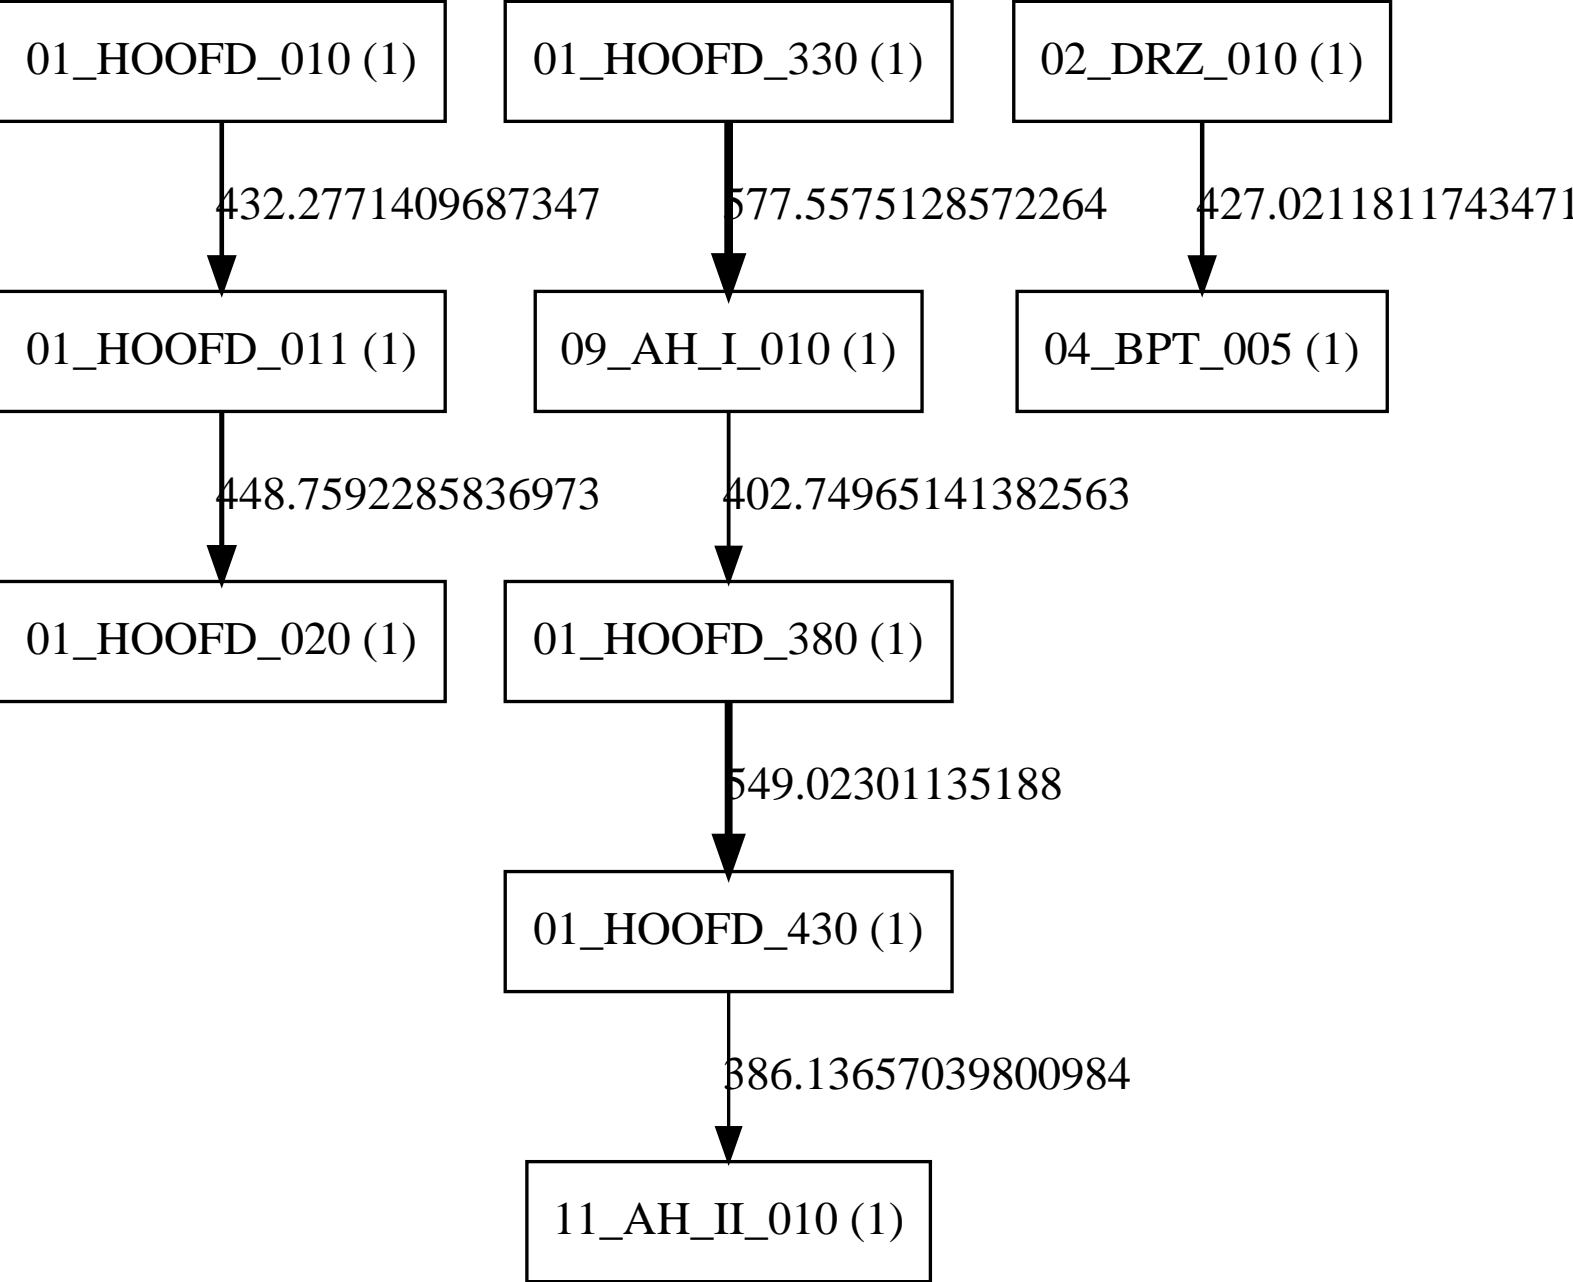 01_HOOFD_010 (1)
01_HOOFD_330 (1)
02_DRZ_010 (1)
432.2771409687347
577.5575128572264
427.0211811743471
01_HOOFD_011 (1)
09_AH_I_010 (1)
04_BPT_005 (1)
448.7592285836973
402.74965141382563
01_HOOFD_020 (1)
01_HOOFD_380 (1)
549.02301135188
01_HOOFD_430 (1)
386.13657039800984
11_AH_II_010 (1)